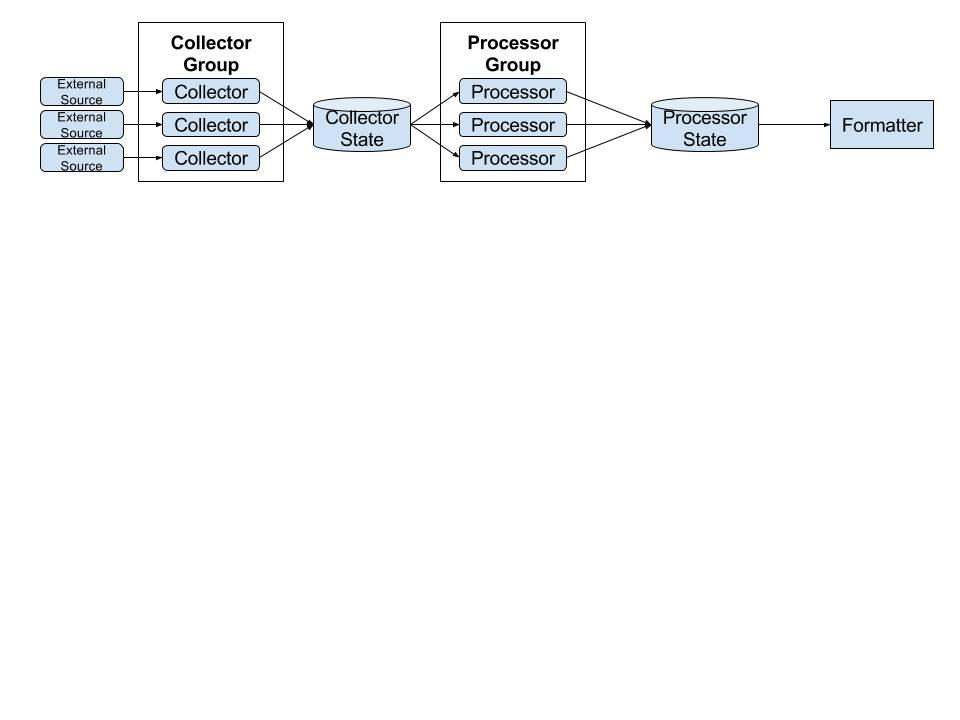 Collector
Group
External
Source
External
Source
External
Source
Collector
Collector
Collector
Collector
State
Processor
Group
Processor
Processor
Processor
Processor
State
Formatter